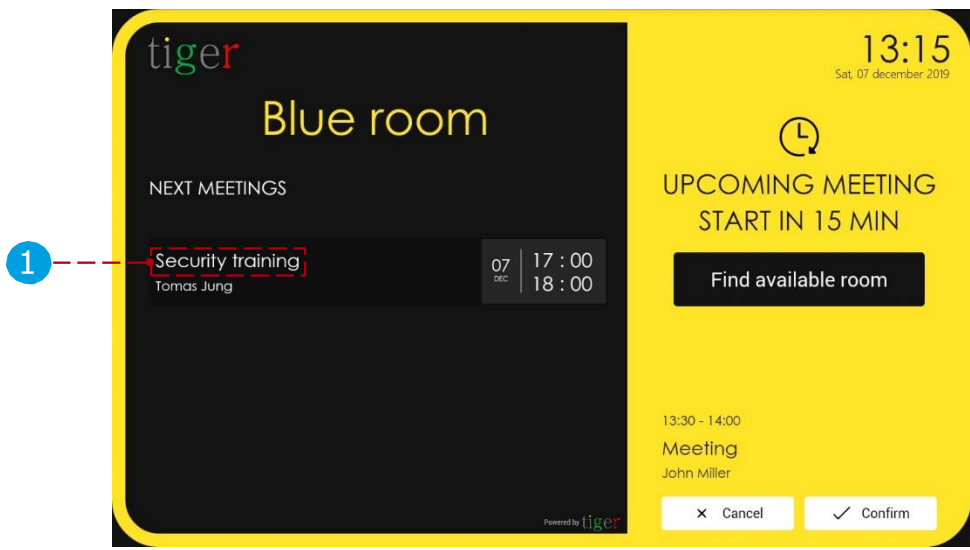 tiger
Blue room
NEXT MEETINGS
1
Security training
Tomas Jung
07
DEC
17 : 00
18 : 00
Powered by tiger
13:15
Sat, 07 december 2019
UPCOMING MEETING
START IN 15 MIN
Find available room
13:30 - 14:00
Meeting
John Miller
Cancel
Confirm